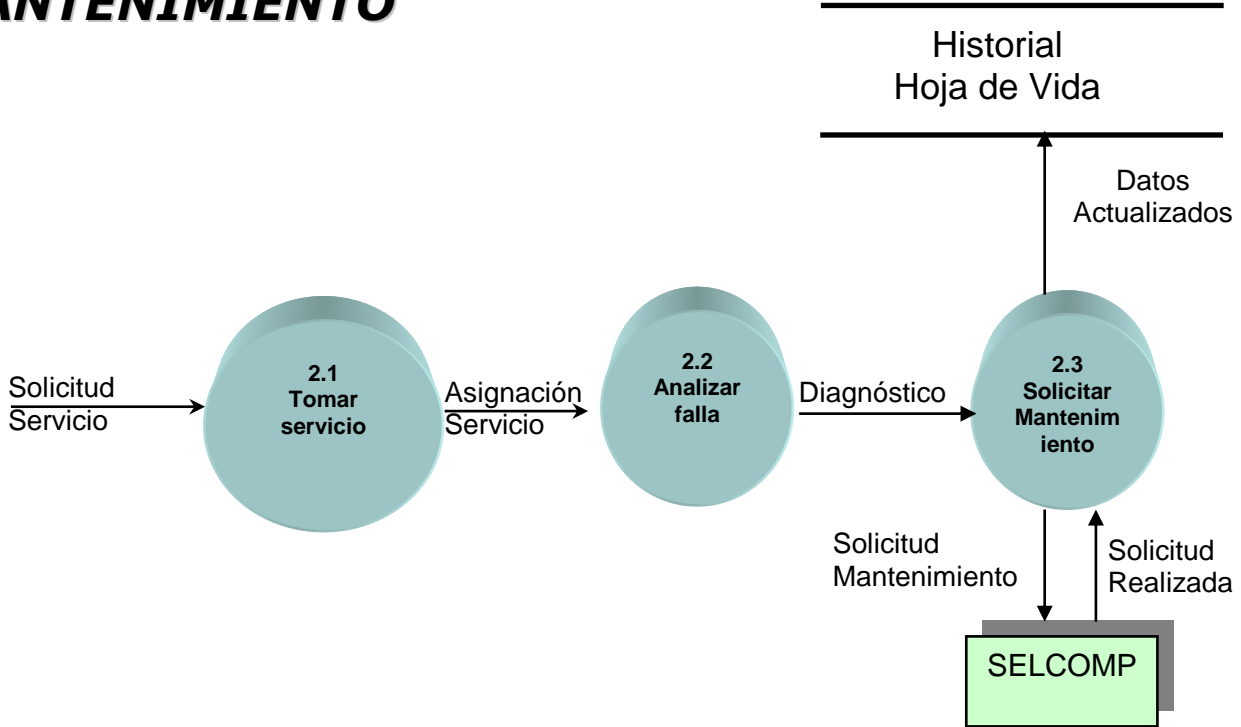 ANTENIMIENTO
Historial
Hoja de Vida
Datos
Actualizados
Solicitud
Servicio
2.1
Tomar
servicio
Asignación
Servicio
2.2
Analizar
falla
Diagnóstico
2.3
Solicitar
Mantenim
iento
Solicitud
Mantenimiento
Solicitud
Realizada
SELCOMP